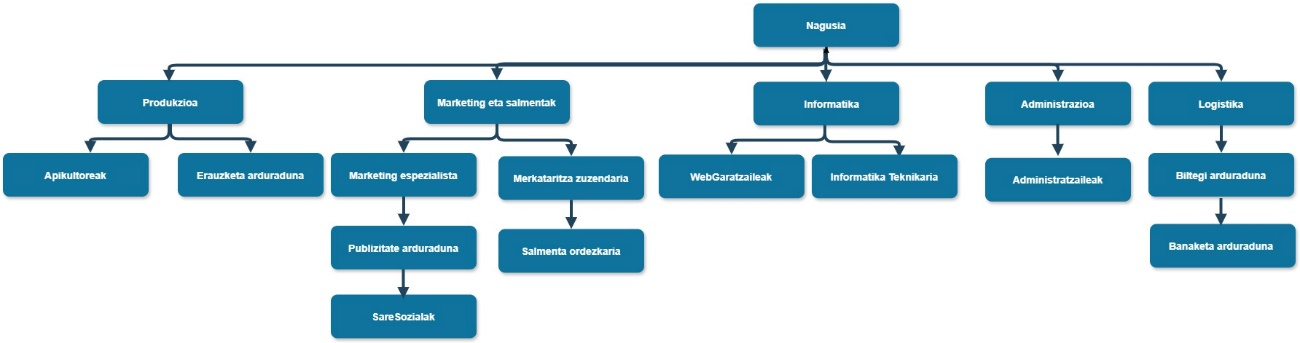 Nagusia
Produkzioa
Marketing eta salmentak
Informatika
Administrazioa
Logistika
Apikultoreak
Erauzketa arduraduna
Marketing espezialista
Merkataritza zuzendaria
WebGaratzaileak
Informatika Teknikaria
Administratzaileak
Biltegi arduraduna
Publizitate arduraduna
Salmenta ordezkaria
Banaketa arduraduna
SareSozialak